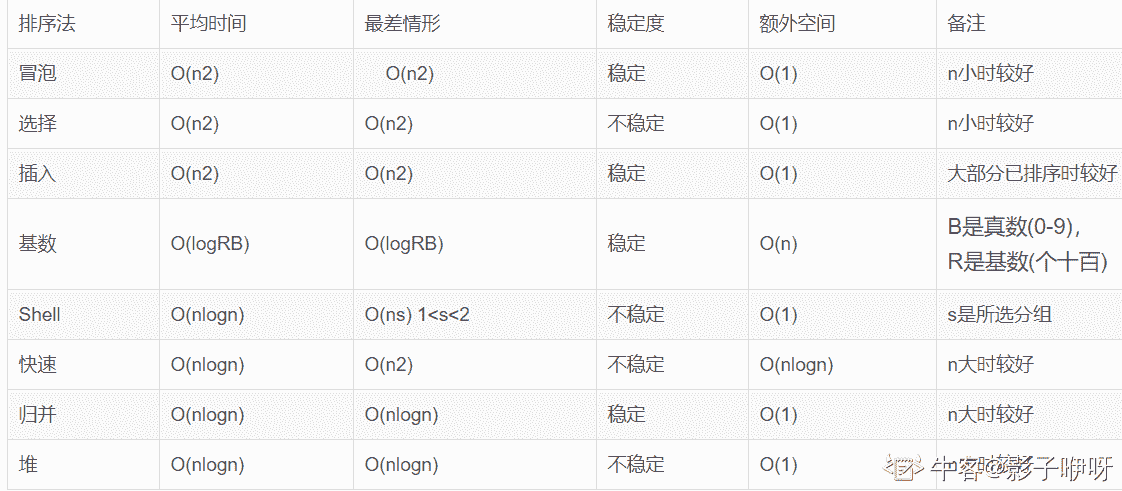 排序法 平均时间 最差情形 稳定度 额外空间 备注
冒泡 O(n2) O(n2) 稳定 O(1) n小时较好
选择 O(n2) O(n2) 不稳定 O(1) n小时较好
插入 O(n2) O(n2) 稳定 O(1) 大部分已排序时较好
基数 O(logRB) O(logRB) 稳定 O(n) B是真数(0-9),
R是基数(个十百)
Shell O(nlogn) O(ns) 1<s<2 不稳定 O(1) s是所选分组
快速 O(nlogn) O(n2) 不稳定 O(nlogn) n大时较好
归并 O(nlogn) O(nlogn) 稳定 O(1) n大时较好
堆 O(nlogn) O(nlogn) 不稳定 O(1)
牛客@影子咿呀